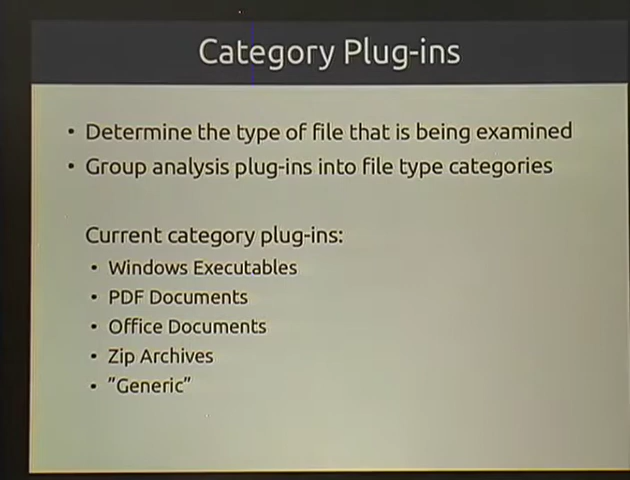 Category Plug-ins
• Determine the type of file that is being examined
• Group analysis plug-ins into file type categories
Current category plug-ins:
• Windows Executables
• PDF Documents
• Office Documents
• Zip Archives
• ”Generic”